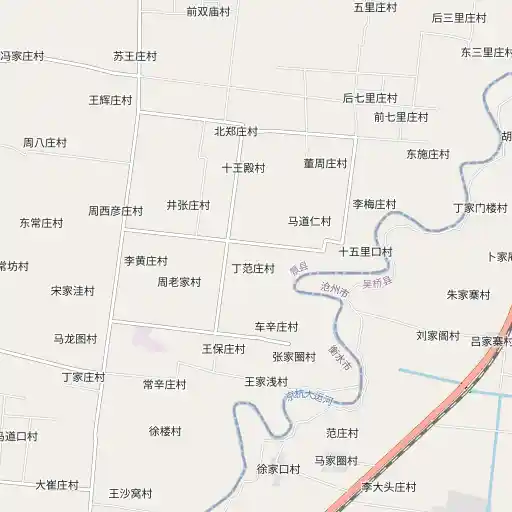 前双庙村
五里庄村
后三里庄村
冯家庄村
苏王庄村
东三里庄村
王辉庄村
后七里庄村
前七里庄村
北郑庄村
胡
周八庄村
董周庄村
东施庄村
十王殿村
井张庄村
李梅庄村
周西彦庄村
丁家门楼村
东常庄村
马道仁村
十五里口村
卜家庵
常坊村
李黄庄村
丁范庄村
景县
沧州市
吴桥县
周老家村
宋家洼村
朱家寨村
车辛庄村
刘家阁村
马龙图村
吕家寨村
王保庄村
张家圈村
衡水市
丁家庄村
常辛庄村
王家浅村
京杭大运河
马道口村
徐楼村
范庄村
徐家口村
马家圈村
大崔庄村
王沙窝村
李大头庄村